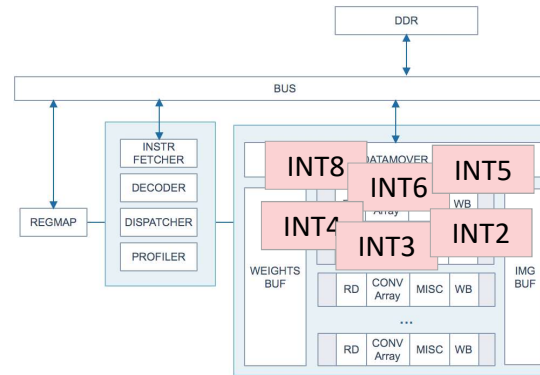 DDR
BUS
INSTR
FETCHER
DECODER
DISPATCHER
PROFILER
REGMAP
DATAMOVER
INT8
INT5
INT6
INT4
INT3
INT2
Array
WB
WEIGHTS
BUF
IMG
BUF
RD
CONV
Array
MISC
WB
...
RD
CONV
Array
MISC
WB